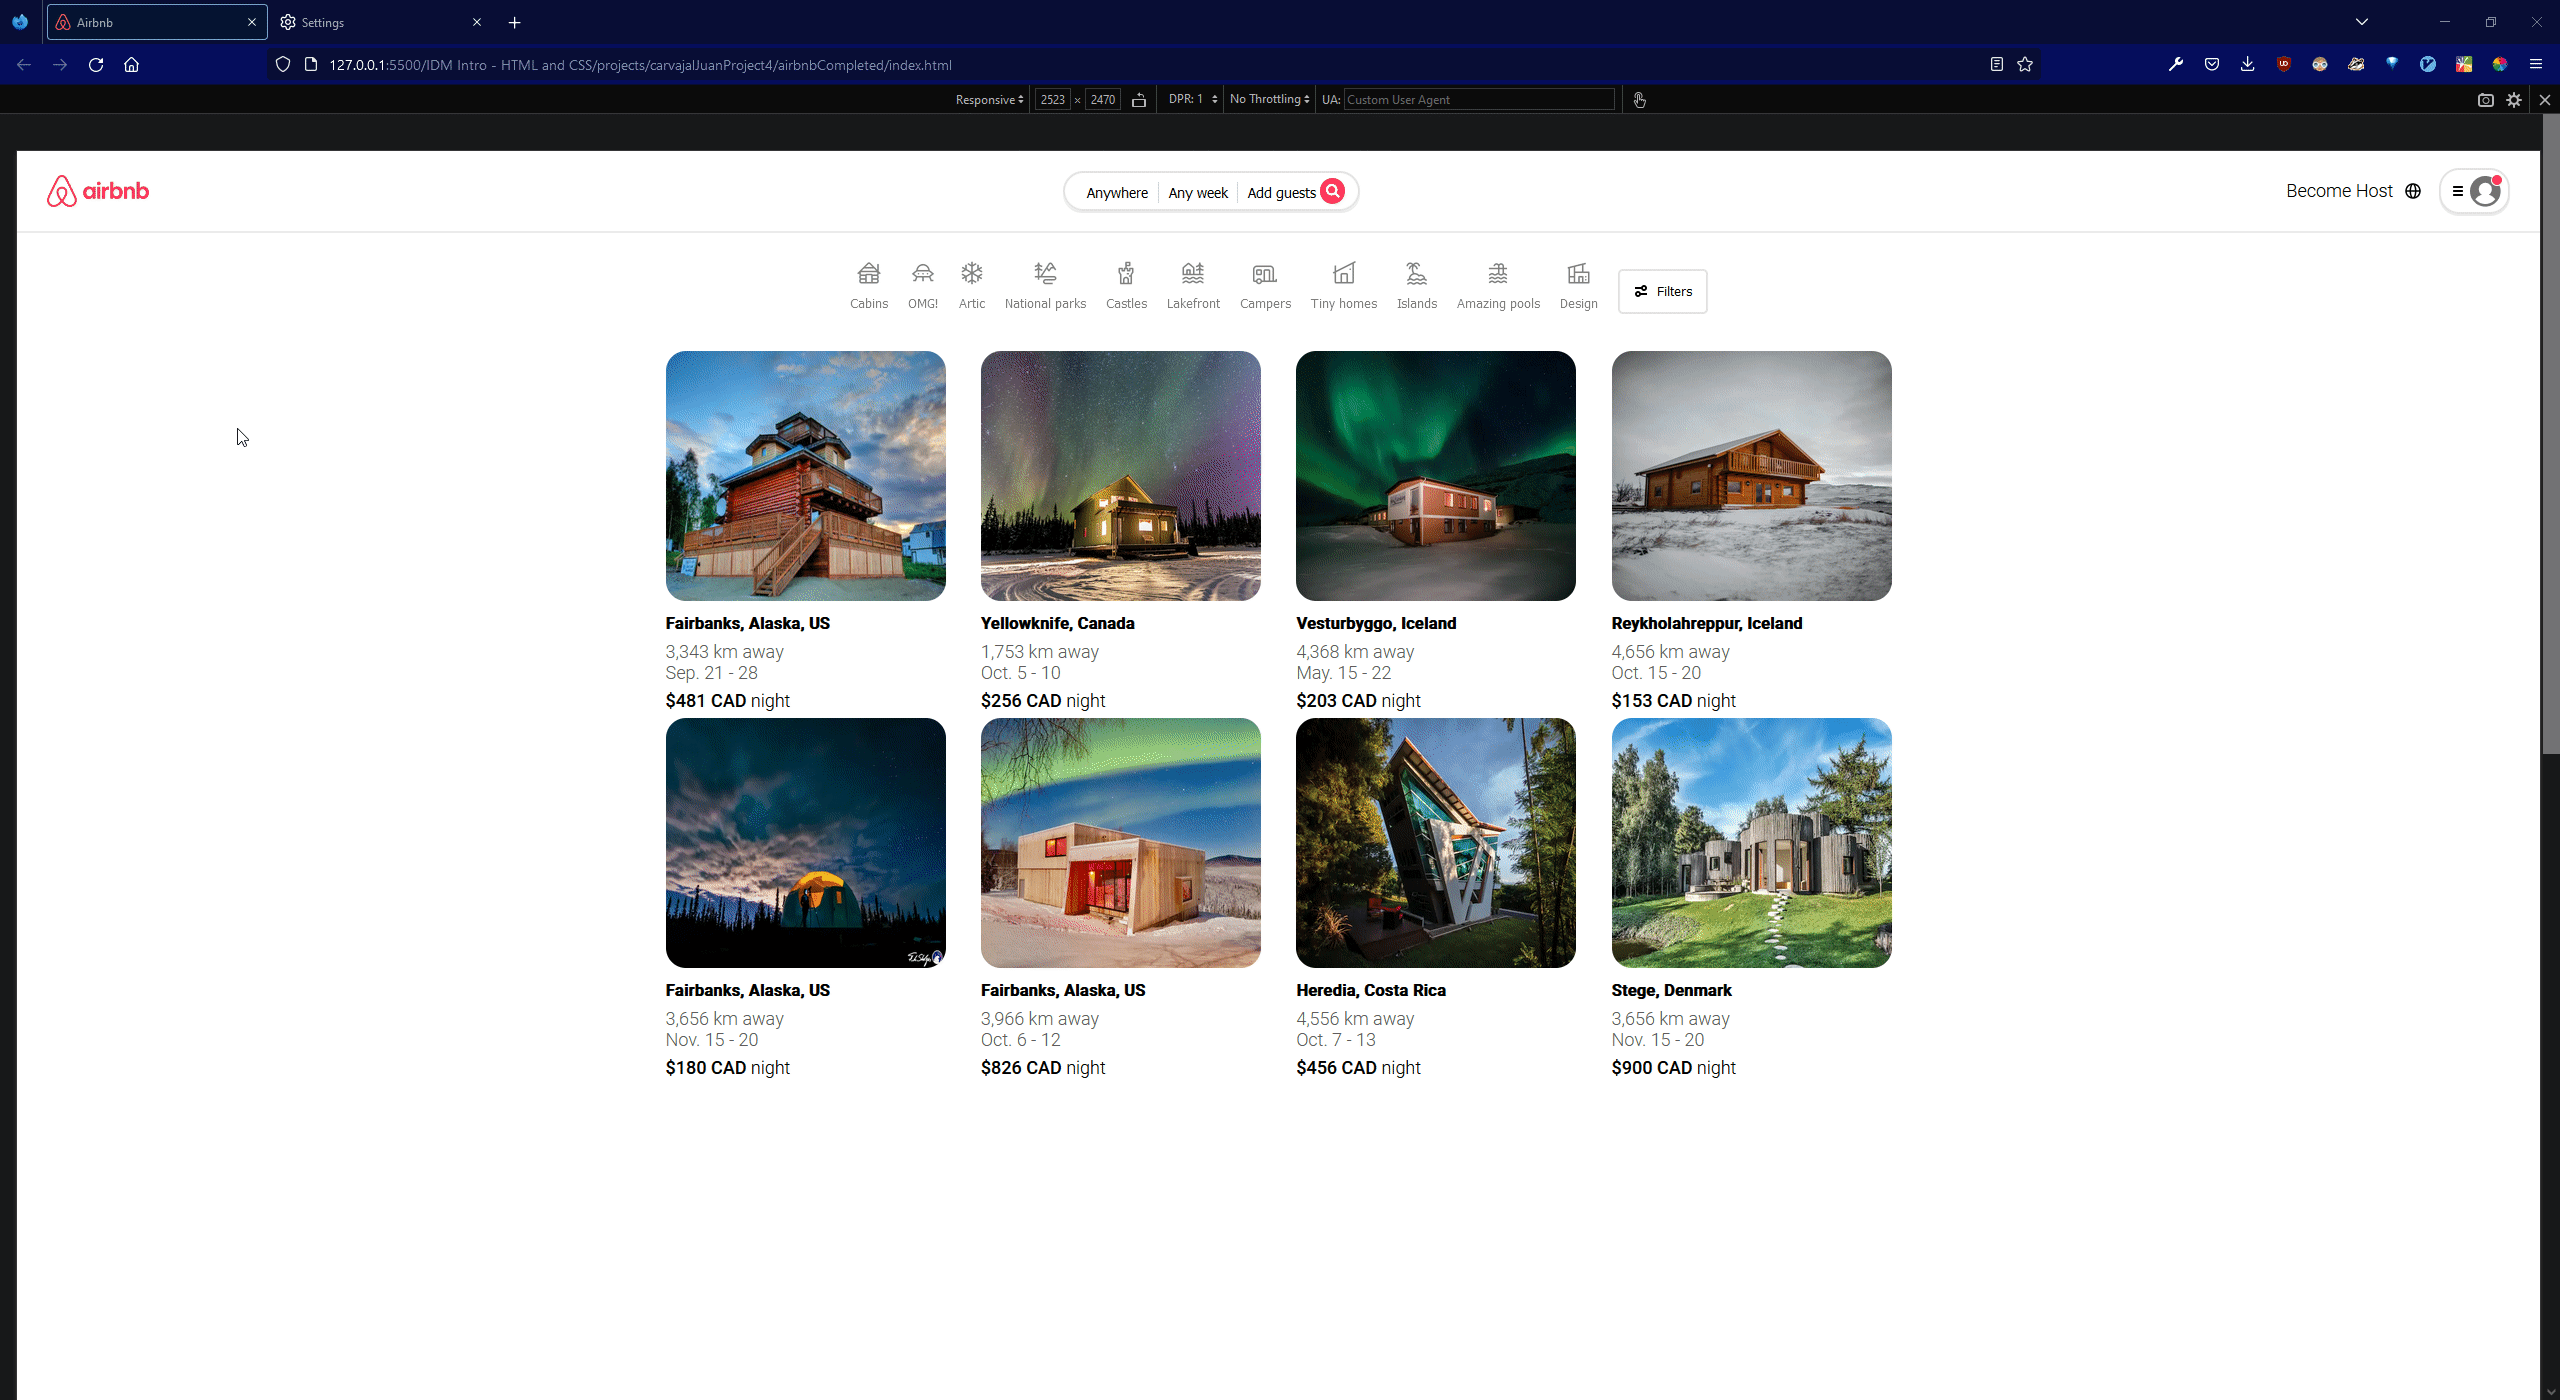 Airbnb
Settings
127.0.0.1:5500/IDM Intro - HTML and CSS/projects/carvajalJuanProject4/airbnbCompleted/index.html
Responsive 2523 × 2470 DPR: 1 No Throttling UA: Custom User Agent
airbnb
Anywhere Any week Add guests
Become Host
Cabins OMG! Artic National parks Castles Lakefront Campers Tiny homes Islands Amazing pools Design Filters
Fairbanks, Alaska, US
3,343 km away
Sep. 21 - 28
$481 CAD night
Yellowknife, Canada
1,753 km away
Oct. 5 - 10
$256 CAD night
Vesturbyggo, Iceland
4,368 km away
May. 15 - 22
$203 CAD night
Reykholahreppur, Iceland
4,656 km away
Oct. 15 - 20
$153 CAD night
Fairbanks, Alaska, US
3,656 km away
Nov. 15 - 20
$180 CAD night
Fairbanks, Alaska, US
3,966 km away
Oct. 6 - 12
$826 CAD night
Heredia, Costa Rica
4,556 km away
Oct. 7 - 13
$456 CAD night
Stege, Denmark
3,656 km away
Nov. 15 - 20
$900 CAD night